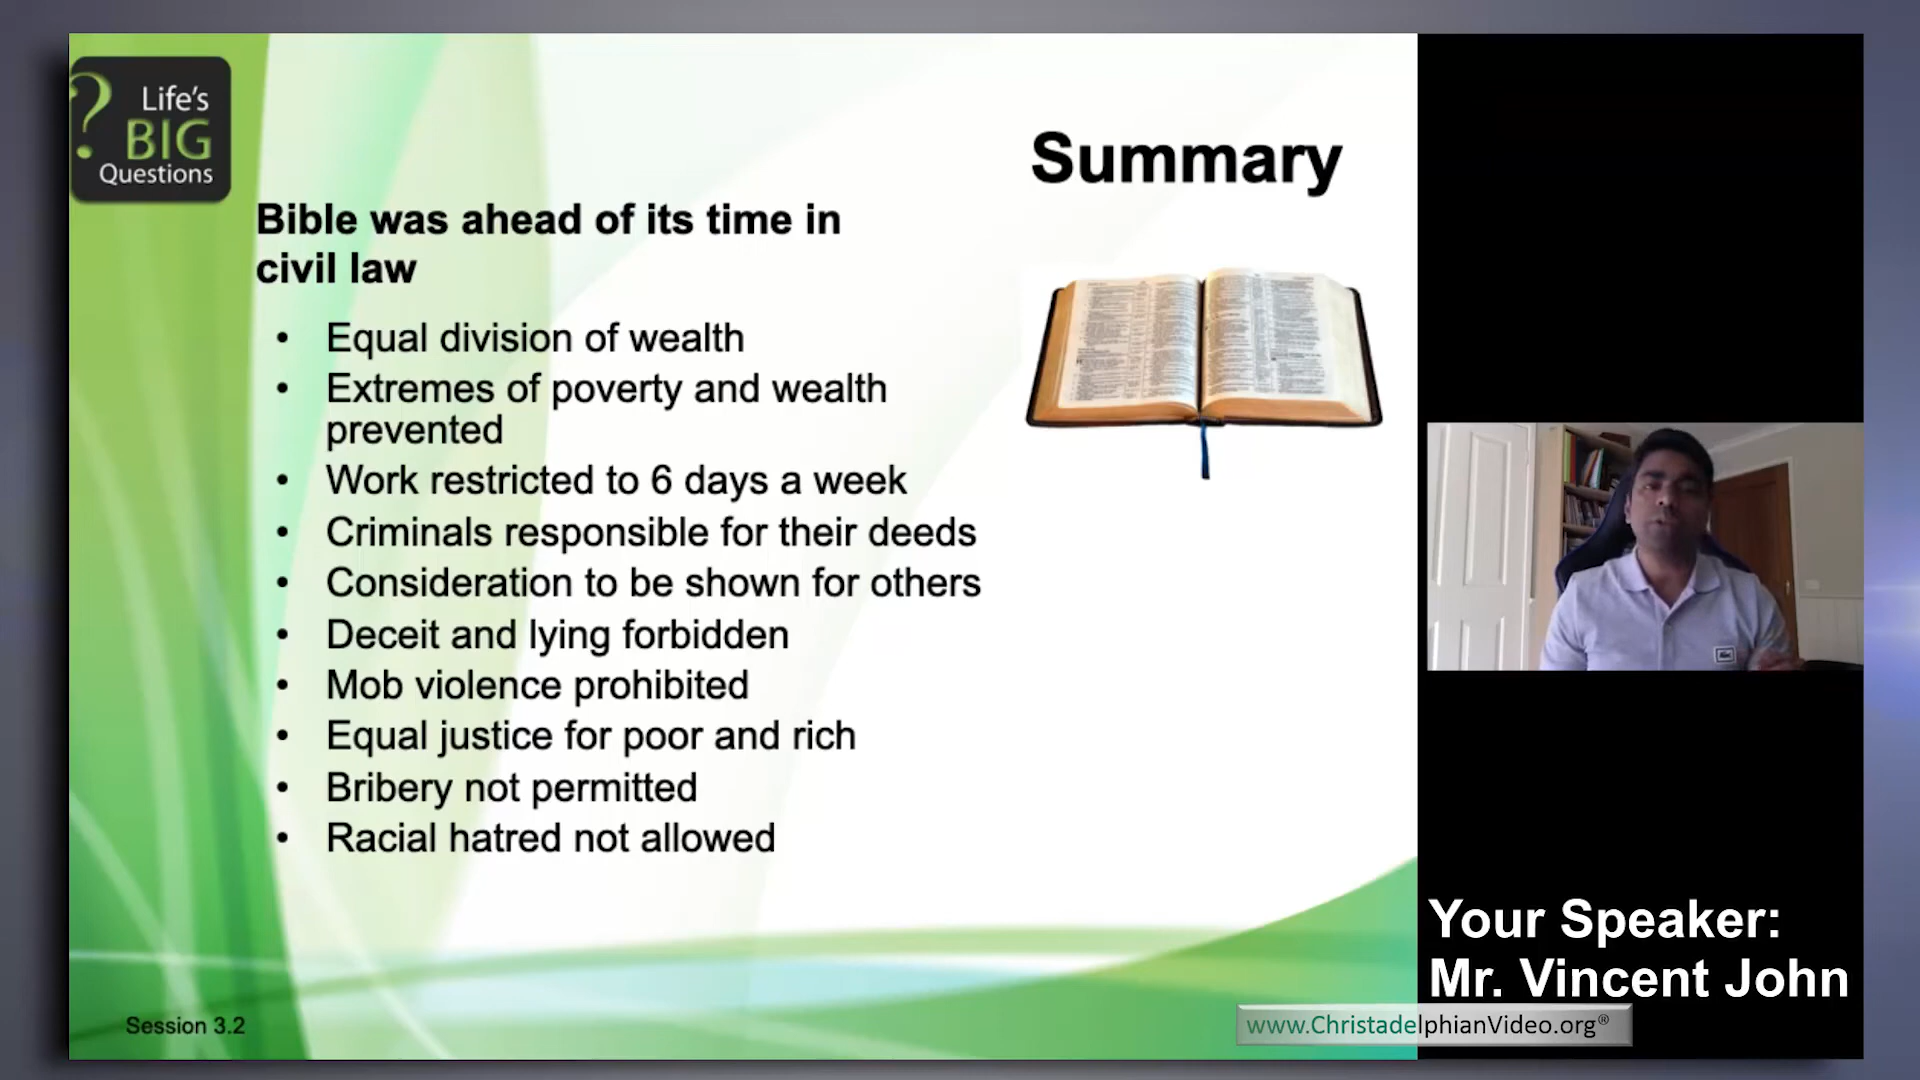 ?
Life's
BIG
Questions
Summary
Bible was ahead of its time in
civil law
• Equal division of wealth
• Extremes of poverty and wealth
prevented
• Work restricted to 6 days a week
• Criminals responsible for their deeds
• Consideration to be shown for others
• Deceit and lying forbidden
• Mob violence prohibited
• Equal justice for poor and rich
• Bribery not permitted
• Racial hatred not allowed
Session 3.2
Your Speaker:
Mr. Vincent John
www.ChristadelphianVideo.org®